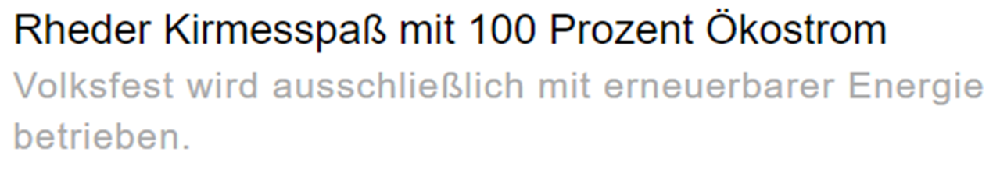 Rheder Kirmesspaß mit 100 Prozent Ökostrom
Volksfest wird ausschließlich mit erneuerbarer Energie
betrieben.